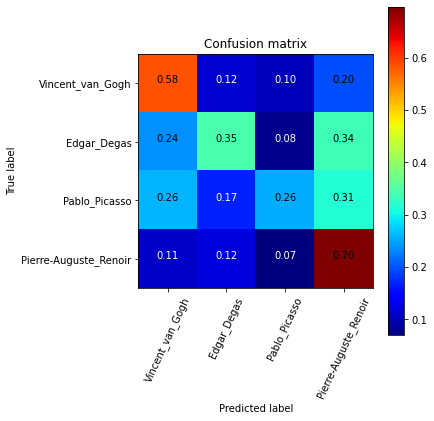 Confusion matrix
True label
Vincent_van_Gogh 0.58 0.12 0.10 0.20
Edgar_Degas 0.24 0.35 0.08 0.34
Pablo_Picasso 0.26 0.17 0.26 0.31
Pierre-Auguste_Renoir 0.11 0.12 0.07 0.70
Vincent_van_Gogh
Edgar_Degas
Pablo_Picasso
Pierre-Auguste_Renoir
Predicted label
0.6
0.5
0.4
0.3
0.2
0.1